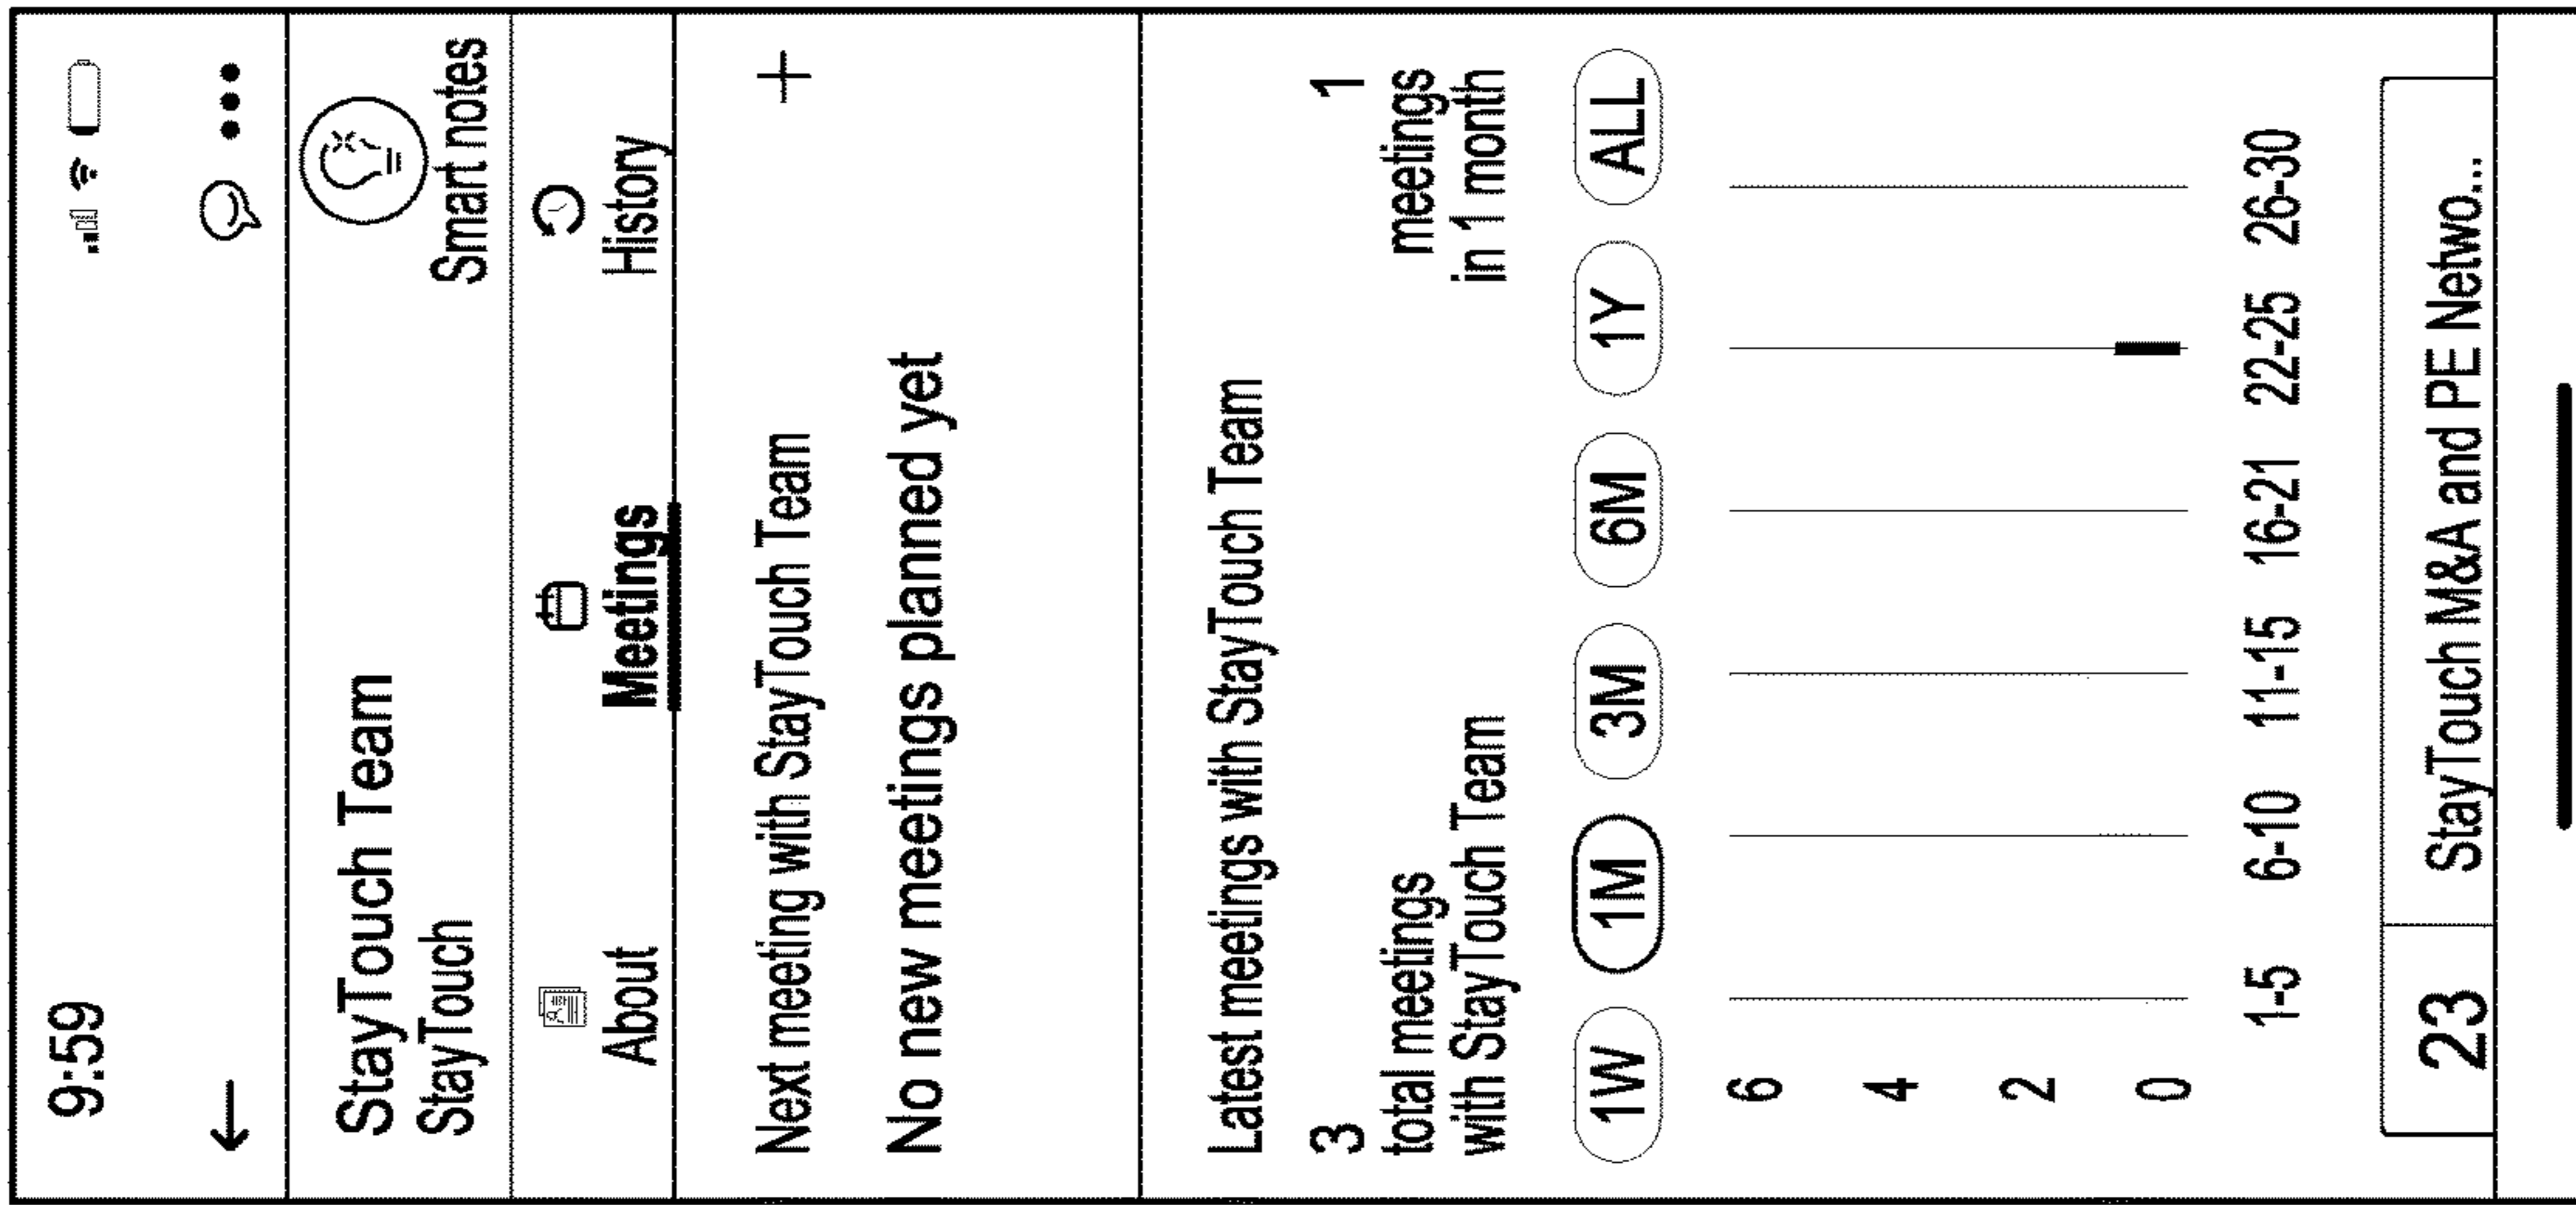 9:59
StayTouch Team
StayTouch
Smart notes
About
Meetings
History
Next meeting with StayTouch Team
No new meetings planned yet
Latest meetings with StayTouch Team
3
total meetings
with StayTouch Team
1
meetings
in 1 month
1W 1M 3M 6M 1Y ALL
6
4
2
0
1-5 6-10 11-15 16-21 22-25 26-30
23 StayTouch M&A and PE Netwo...